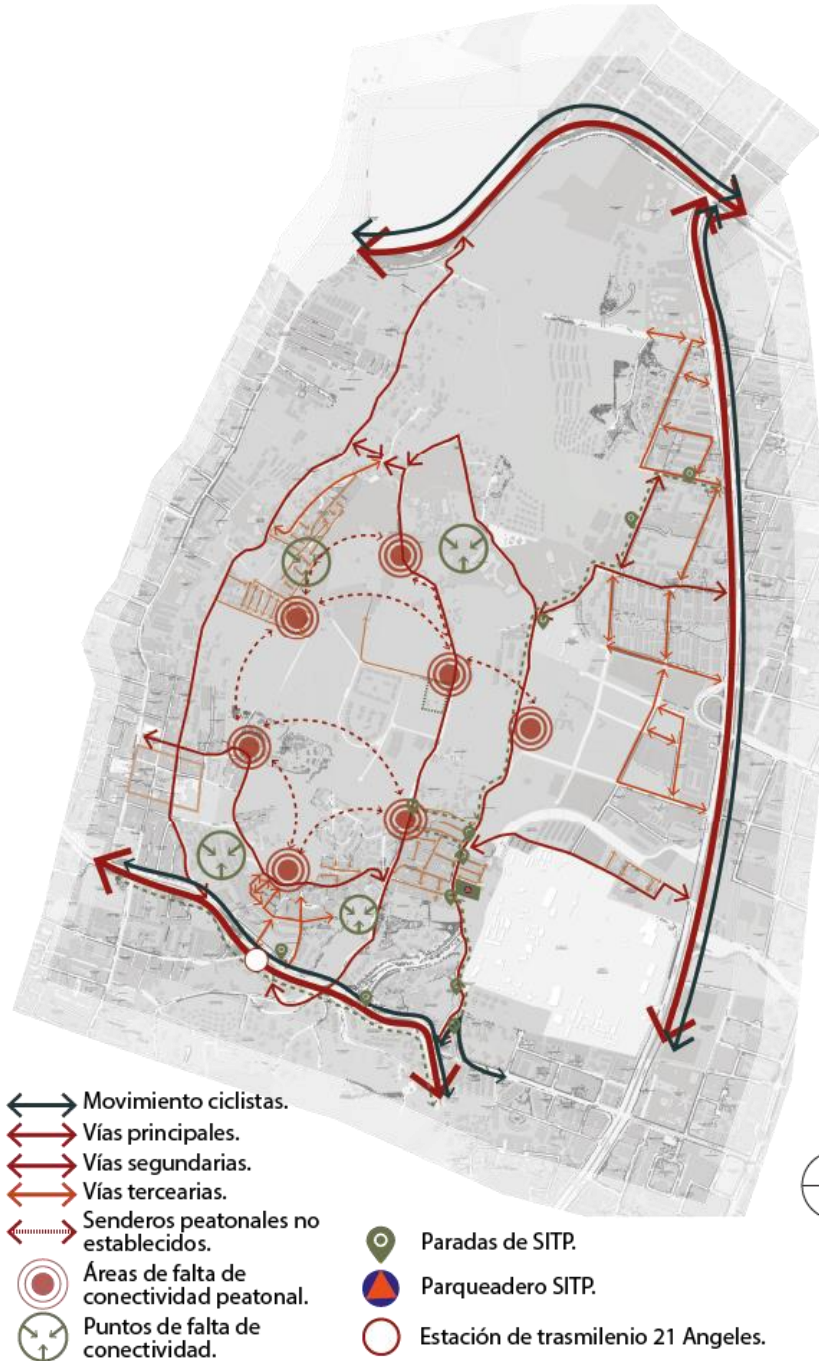 Movimiento ciclistas.
Vías principales.
Vías segundarias.
Vías tercearias.
Senderos peatonales no
establecidos.
Áreas de falta de
conectividad peatonal.
Puntos de falta de
conectividad.
Paradas de SITP.
Parqueadero SITP.
Estación de trasmilenio 21 Angeles.